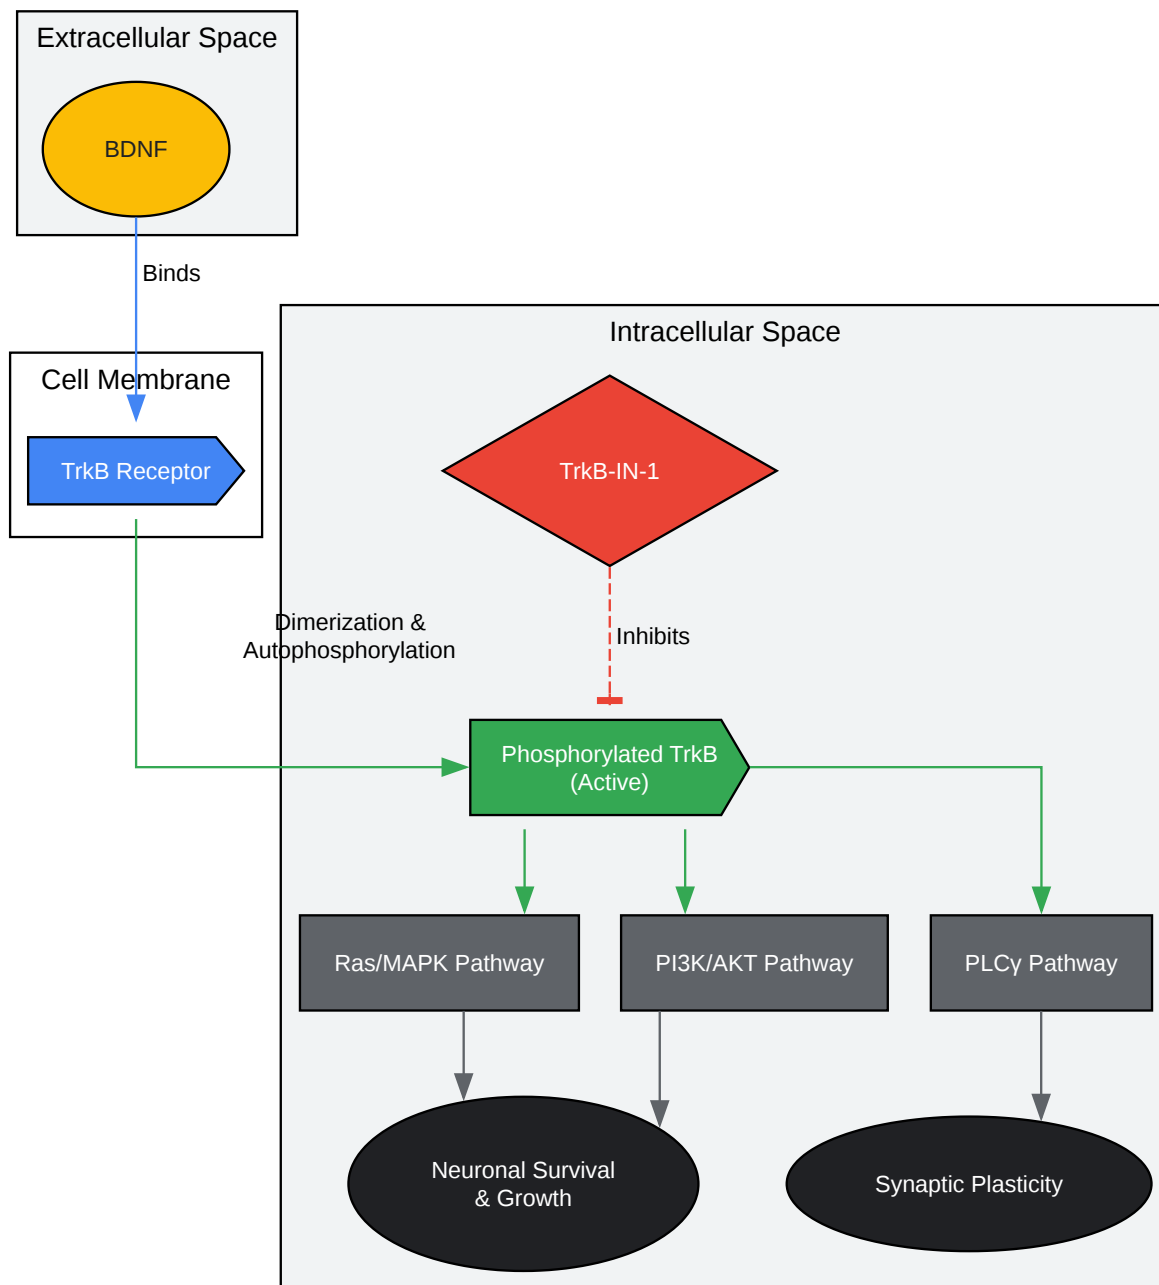 Extracellular Space
BDNF
Binds
Cell Membrane
TrkB Receptor
Intracellular Space
TrkB-IN-1
Dimerization &
Autophosphorylation
Inhibits
Phosphorylated TrkB
(Active)
Ras/MAPK Pathway
PI3K/AKT Pathway
PLCγ Pathway
Neuronal Survival
& Growth
Synaptic Plasticity